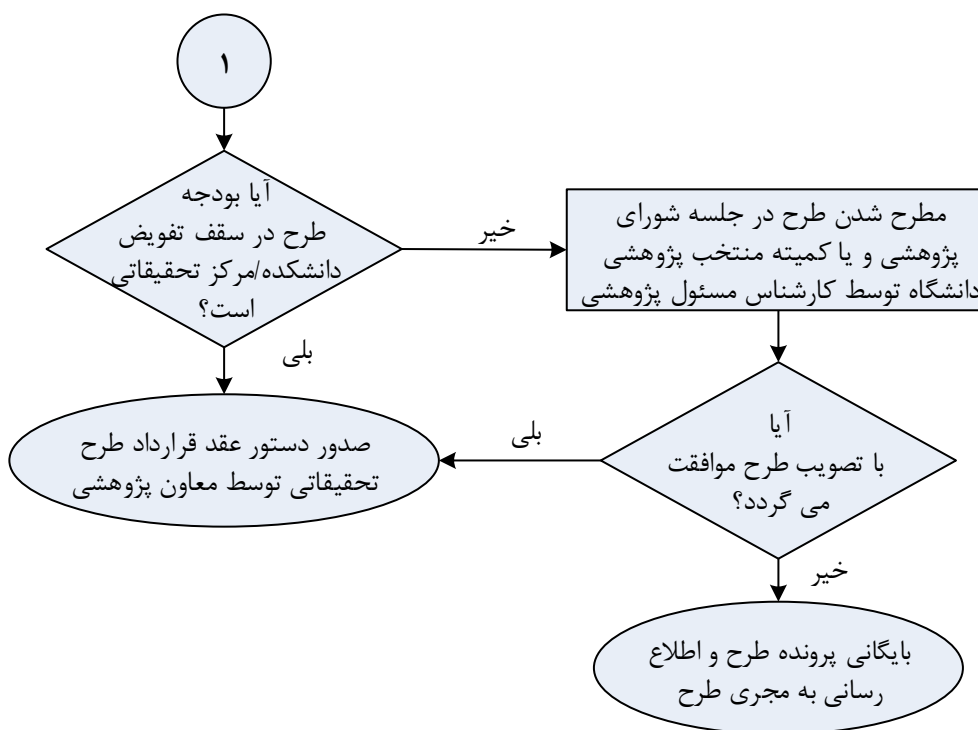 ۱
آیا بودجه
طرح در سقف تفویض
دانشکده/مرکز تحقیقاتی
است؟
خیر
مطرح شدن طرح در جلسه شورای
پژوهشی و یا کمیته منتخب پژوهشی
دانشگاه توسط کارشناس مسئول پژوهشی
بلی
صدور دستور عقد قرارداد طرح
تحقیقاتی توسط معاون پژوهشی
بلی
آیا
با تصویب طرح موافقت
می گردد؟
خیر
بایگانی پرونده طرح و اطلاع
رسانی به مجری طرح